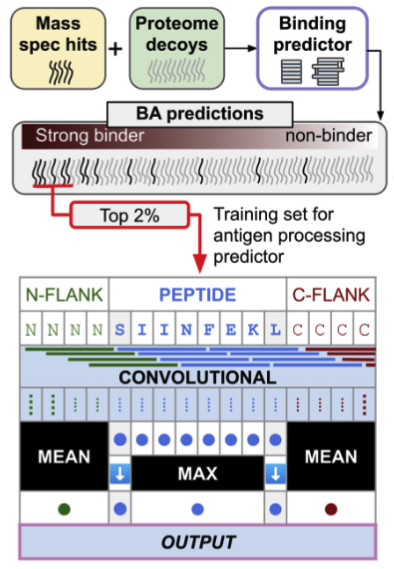 Mass spec hits
+
Proteome decoys
Binding predictor
BA predictions
Strong binder
non-binder
Top 2%
Training set for
antigen processing
predictor
N-FLANK PEPTIDE C-FLANK
N N N N S I I N F E K L C C C C
CONVOLUTIONAL
MEAN MAX MEAN
OUTPUT